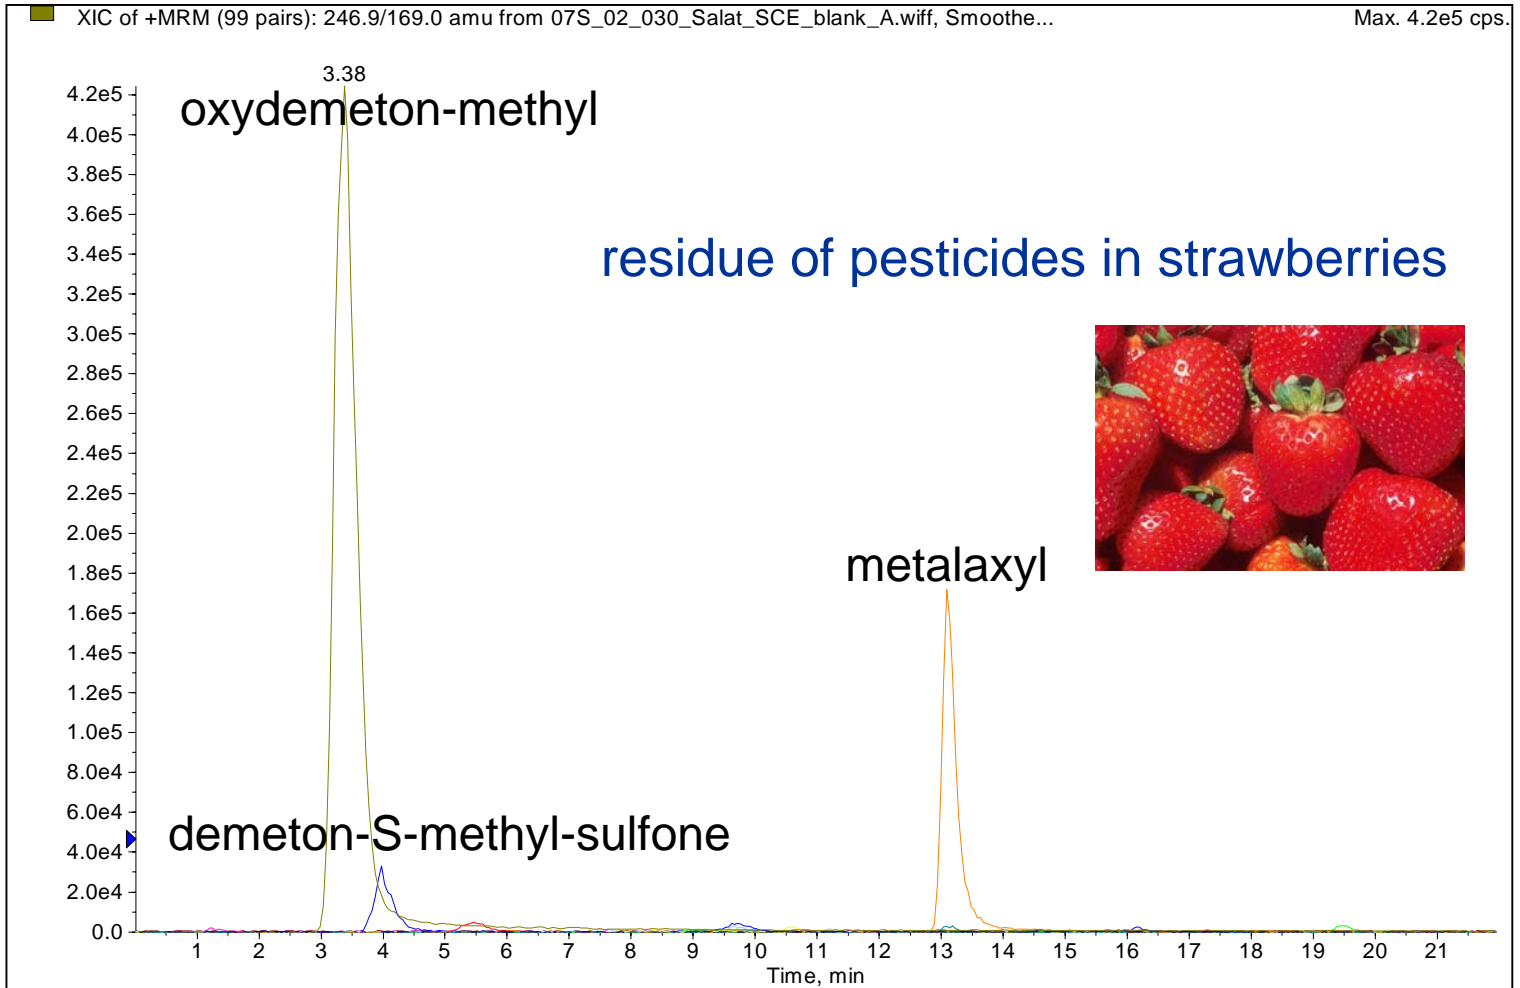 XIC of +MRM (99 pairs): 246.9/169.0 amu from 07S_02_030_Salat_SCE_blank_A.wiff, Smoothe... Max. 4.2e5 cps.
3.38
oxydemeton-methyl
residue of pesticides in strawberries
metalaxyl
demeton-S-methyl-sulfone
4.2e5
4.0e5
3.8e5
3.6e5
3.4e5
3.2e5
3.0e5
2.8e5
2.6e5
2.4e5
2.2e5
2.0e5
1.8e5
1.6e5
1.4e5
1.2e5
1.0e5
8.0e4
6.0e4
4.0e4
2.0e4
0.0
1 2 3 4 5 6 7 8 9 10 11 12 13 14 15 16 17 18 19 20 21
Time, min